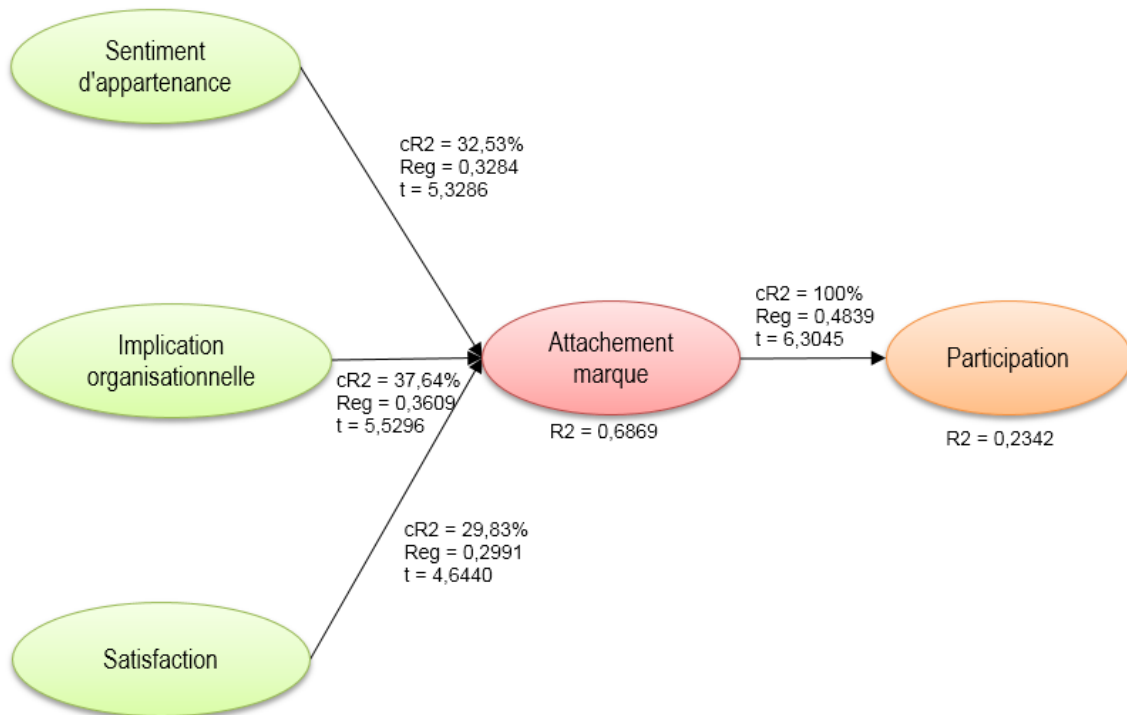 Sentiment
d'appartenance
cR2 = 32,53%
Reg = 0,3284
t = 5,3286
Implication
organisationnelle
cR2 = 37,64%
Reg = 0,3609
t = 5,5296
Attachement
marque
R2 = 0,6869
cR2 = 100%
Reg = 0,4839
t = 6,3045
Participation
R2 = 0,2342
cR2 = 29,83%
Reg = 0,2991
t = 4,6440
Satisfaction